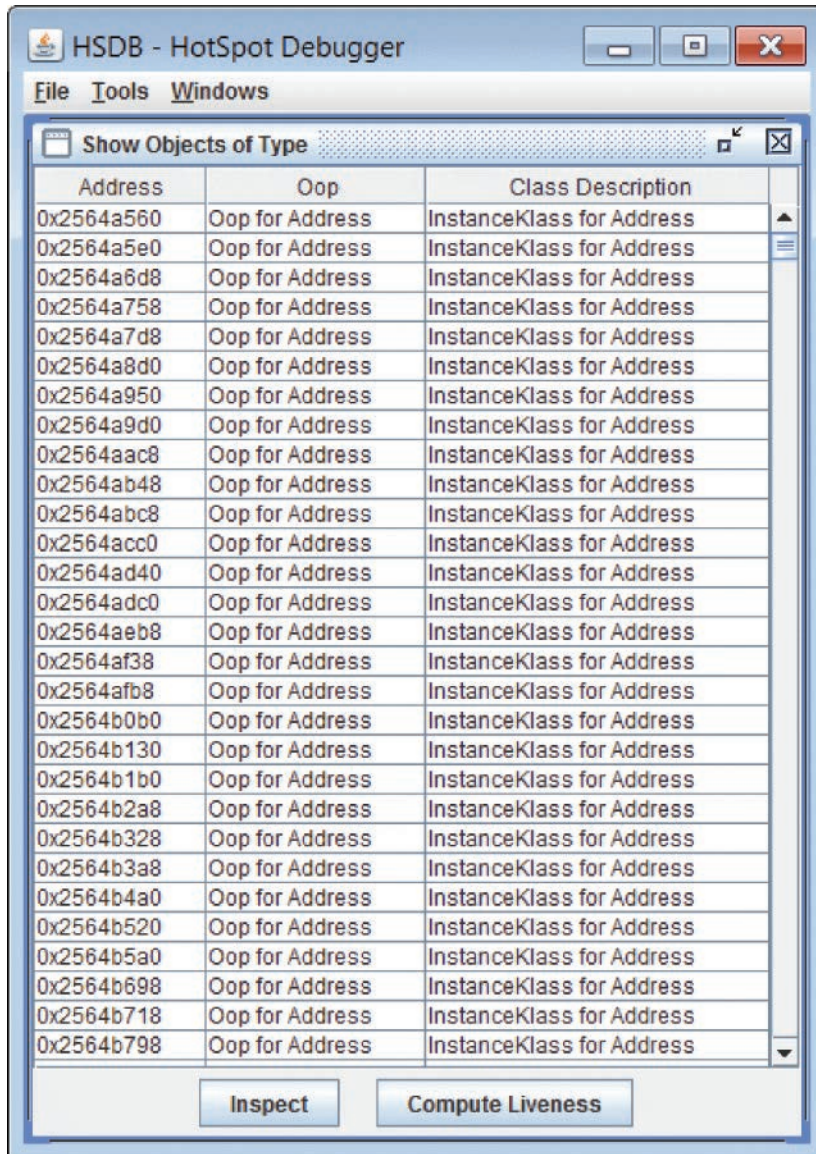 HSDB - HotSpot Debugger
File Tools Windows
Show Objects of Type
Address Oop Class Description
0x2564a560 Oop for Address InstanceKlass for Address
0x2564a5e0 Oop for Address InstanceKlass for Address
0x2564a6d8 Oop for Address InstanceKlass for Address
0x2564a758 Oop for Address InstanceKlass for Address
0x2564a7d8 Oop for Address InstanceKlass for Address
0x2564a8d0 Oop for Address InstanceKlass for Address
0x2564a950 Oop for Address InstanceKlass for Address
0x2564a9d0 Oop for Address InstanceKlass for Address
0x2564aac8 Oop for Address InstanceKlass for Address
0x2564ab48 Oop for Address InstanceKlass for Address
0x2564abc8 Oop for Address InstanceKlass for Address
0x2564acc0 Oop for Address InstanceKlass for Address
0x2564ad40 Oop for Address InstanceKlass for Address
0x2564adc0 Oop for Address InstanceKlass for Address
0x2564aeb8 Oop for Address InstanceKlass for Address
0x2564af38 Oop for Address InstanceKlass for Address
0x2564afb8 Oop for Address InstanceKlass for Address
0x2564b0b0 Oop for Address InstanceKlass for Address
0x2564b130 Oop for Address InstanceKlass for Address
0x2564b1b0 Oop for Address InstanceKlass for Address
0x2564b2a8 Oop for Address InstanceKlass for Address
0x2564b328 Oop for Address InstanceKlass for Address
0x2564b3a8 Oop for Address InstanceKlass for Address
0x2564b4a0 Oop for Address InstanceKlass for Address
0x2564b520 Oop for Address InstanceKlass for Address
0x2564b5a0 Oop for Address InstanceKlass for Address
0x2564b698 Oop for Address InstanceKlass for Address
0x2564b718 Oop for Address InstanceKlass for Address
0x2564b798 Oop for Address InstanceKlass for Address
Inspect Compute Liveness